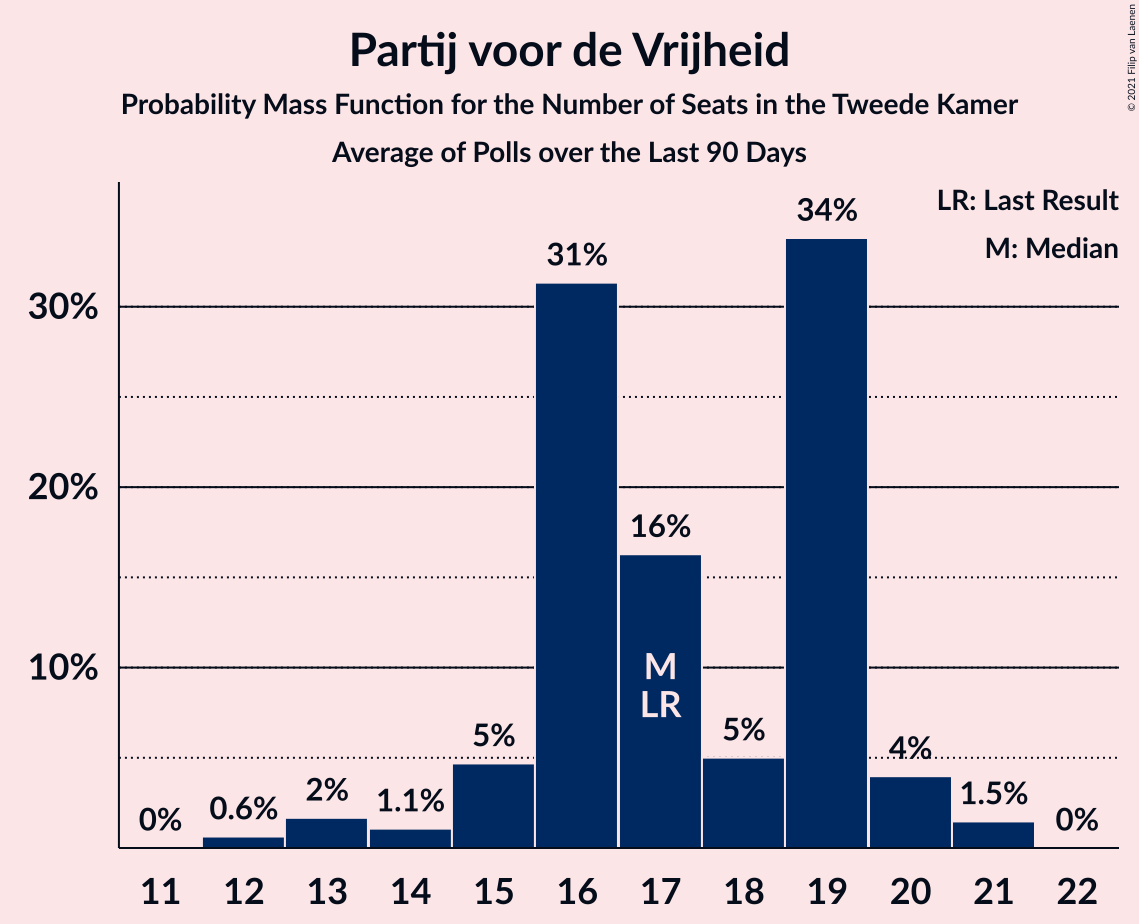 Partij voor de Vrijheid
Probability Mass Function for the Number of Seats in the Tweede Kamer
Average of Polls over the Last 90 Days
© 2021 Filip van Laenen
LR: Last Result
M: Median
30%
20%
10%
0%
0.6%
2%
1.1%
5%
31%
16%
M
LR
5%
34%
4%
1.5%
0%
11 12 13 14 15 16 17 18 19 20 21 22